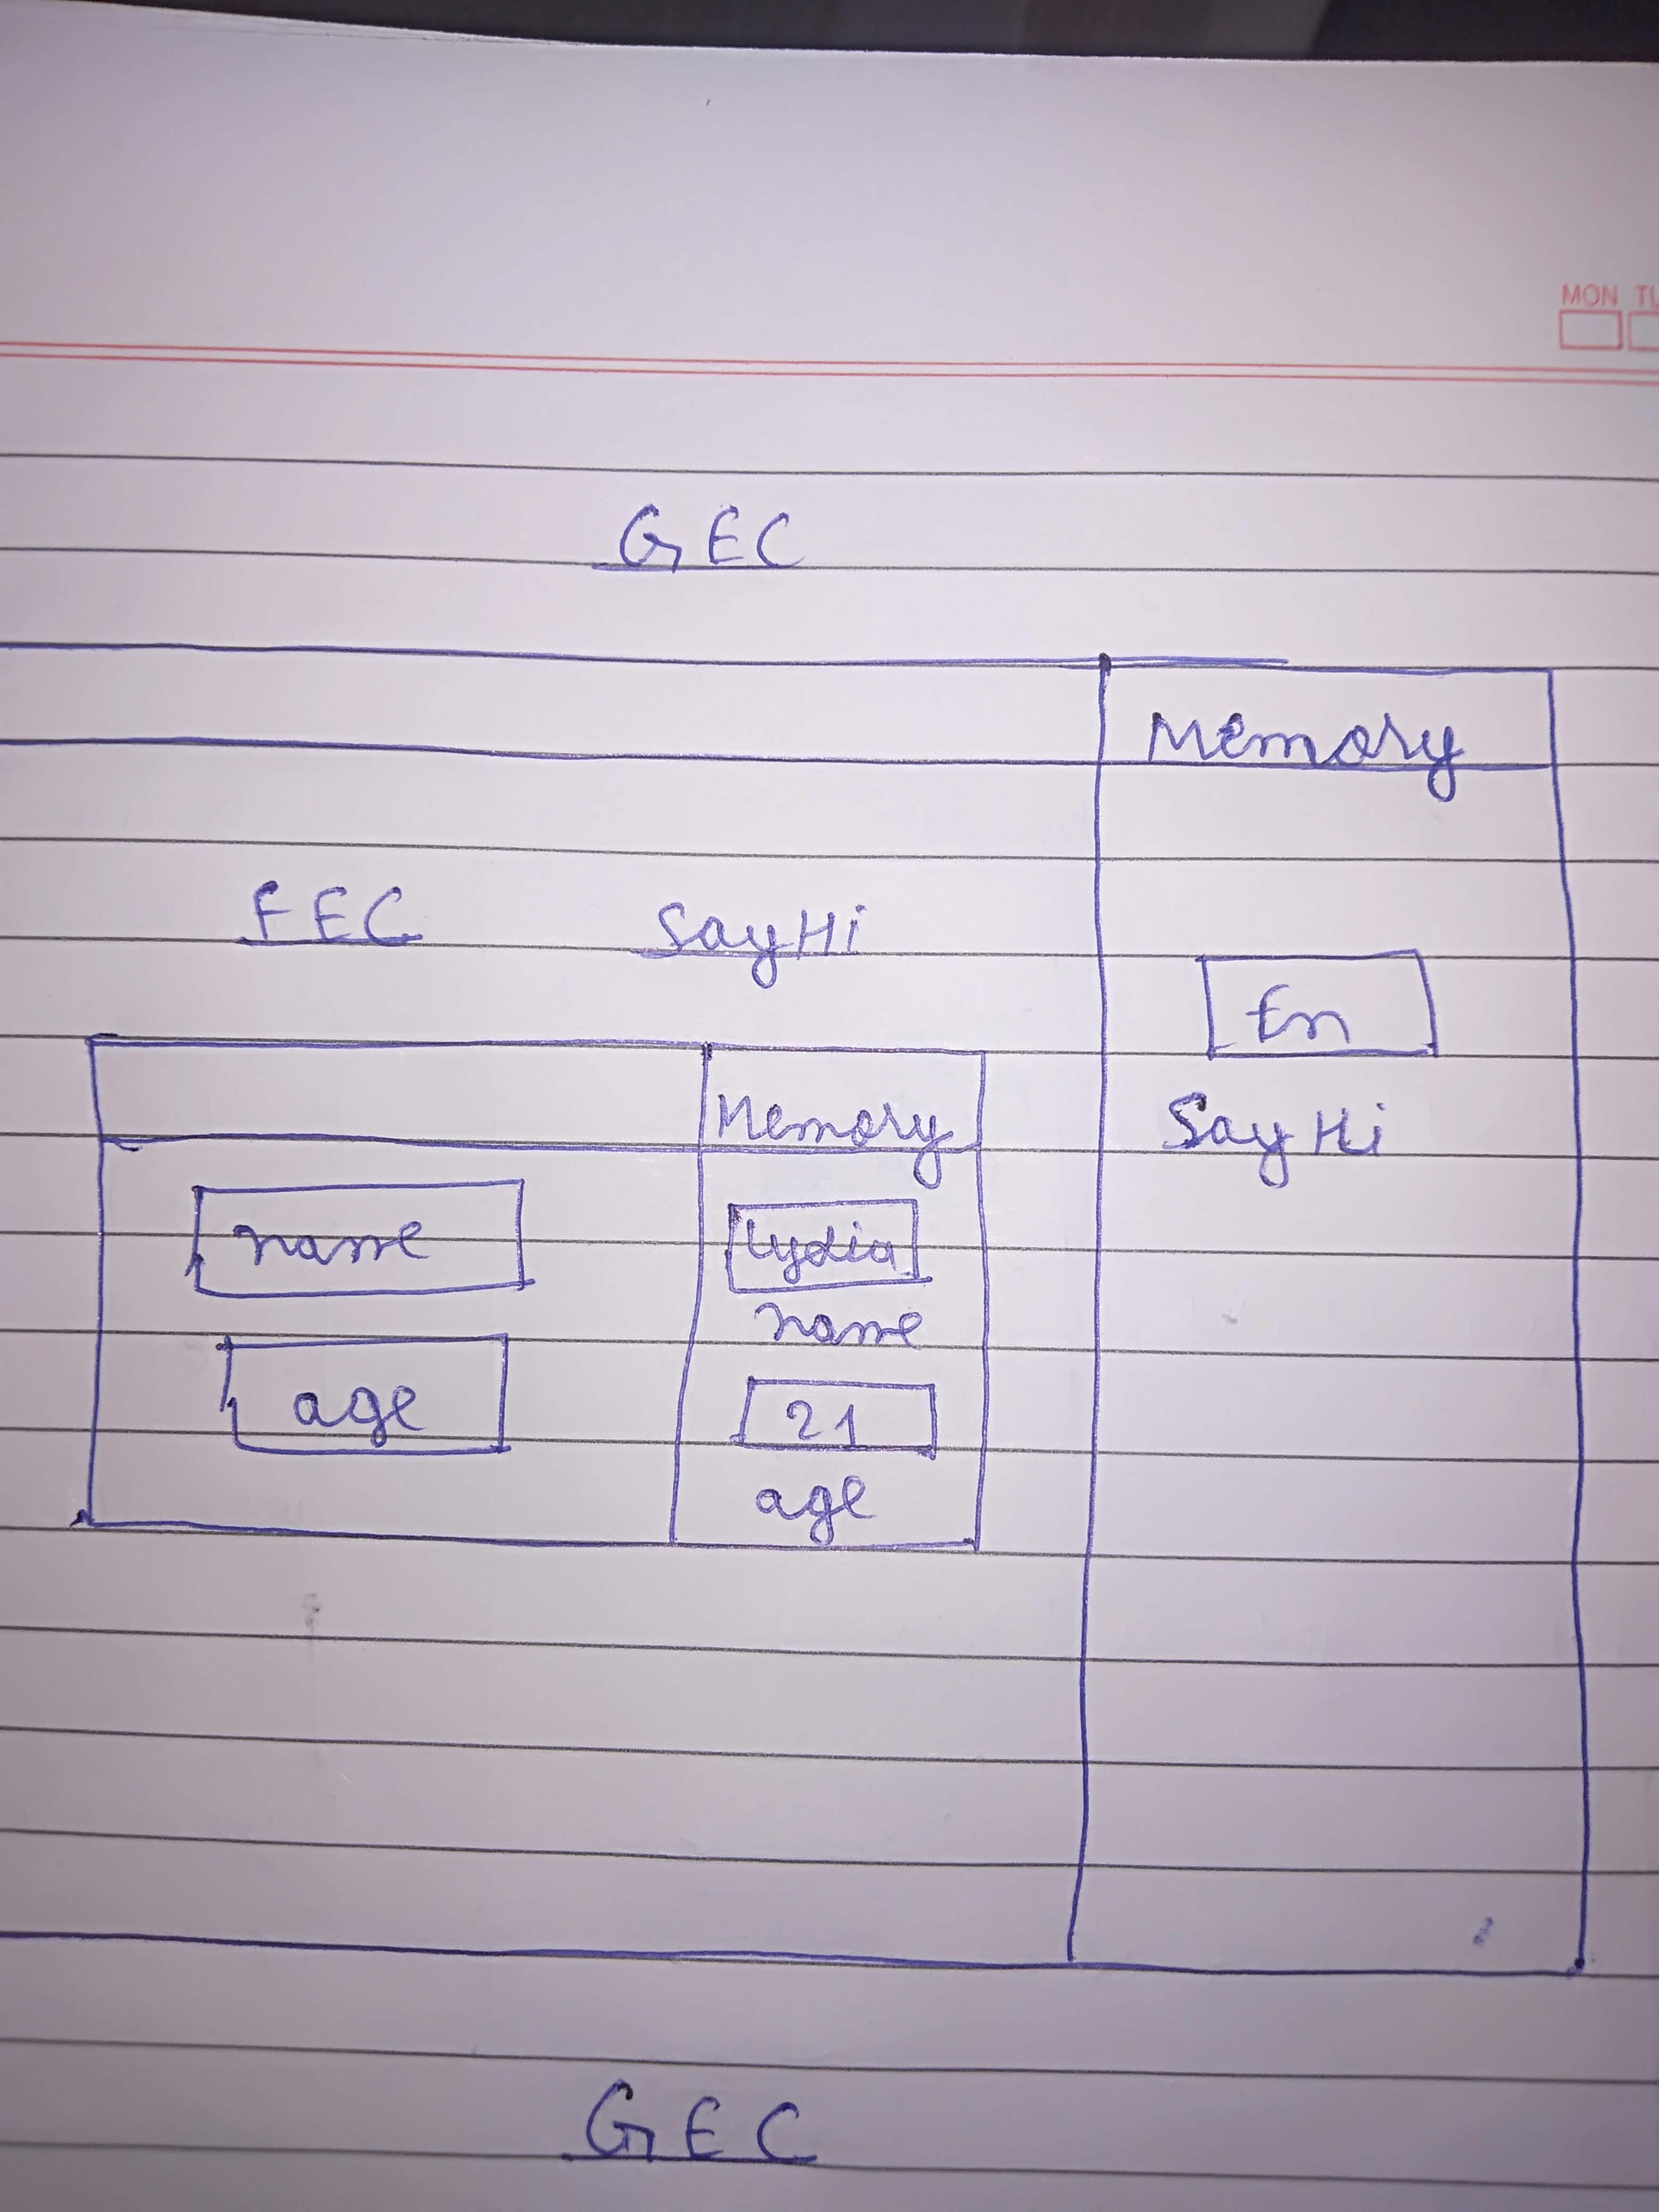 MON TU
GEC
Memory
FEC SayHi
fn
Memory
SayHi
name
Lydia
name
age
21
age
GEC